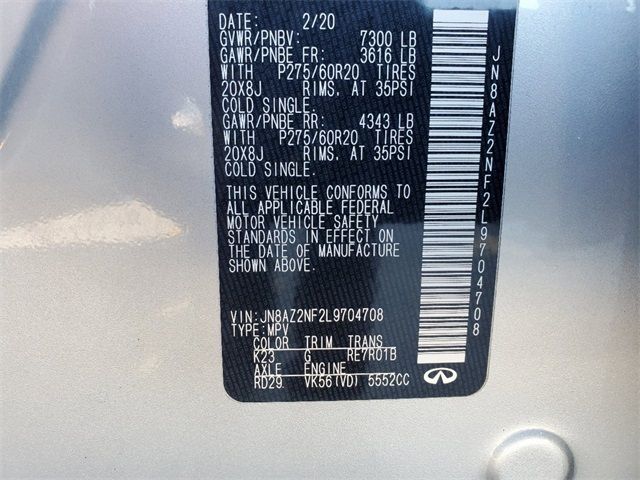 DATE: 2/20
GVWR/PNBV: 7300 LB
GAWR/PNBE FR: 3616 LB
WITH P275/60R20 TIRES
20X8J RIMS, AT 35PSI
COLD SINGLE.
GAWR/PNBE RR: 4343 LB
WITH P275/60R20 TIRES
20X8J RIMS, AT 35PSI
COLD SINGLE.
THIS VEHICLE CONFORMS TO
ALL APPLICABLE FEDERAL
MOTOR VEHICLE SAFETY
STANDARDS IN EFFECT ON
THE DATE OF MANUFACTURE
SHOWN ABOVE.
JN8AZ2NF2L9704708
VIN:JN8AZ2NF2L9704708
TYPE:MPV
COLOR TRIM TRANS
K23 G RE7R01B
AXLE ENGINE
RD29. VK56(VD) 5552CC